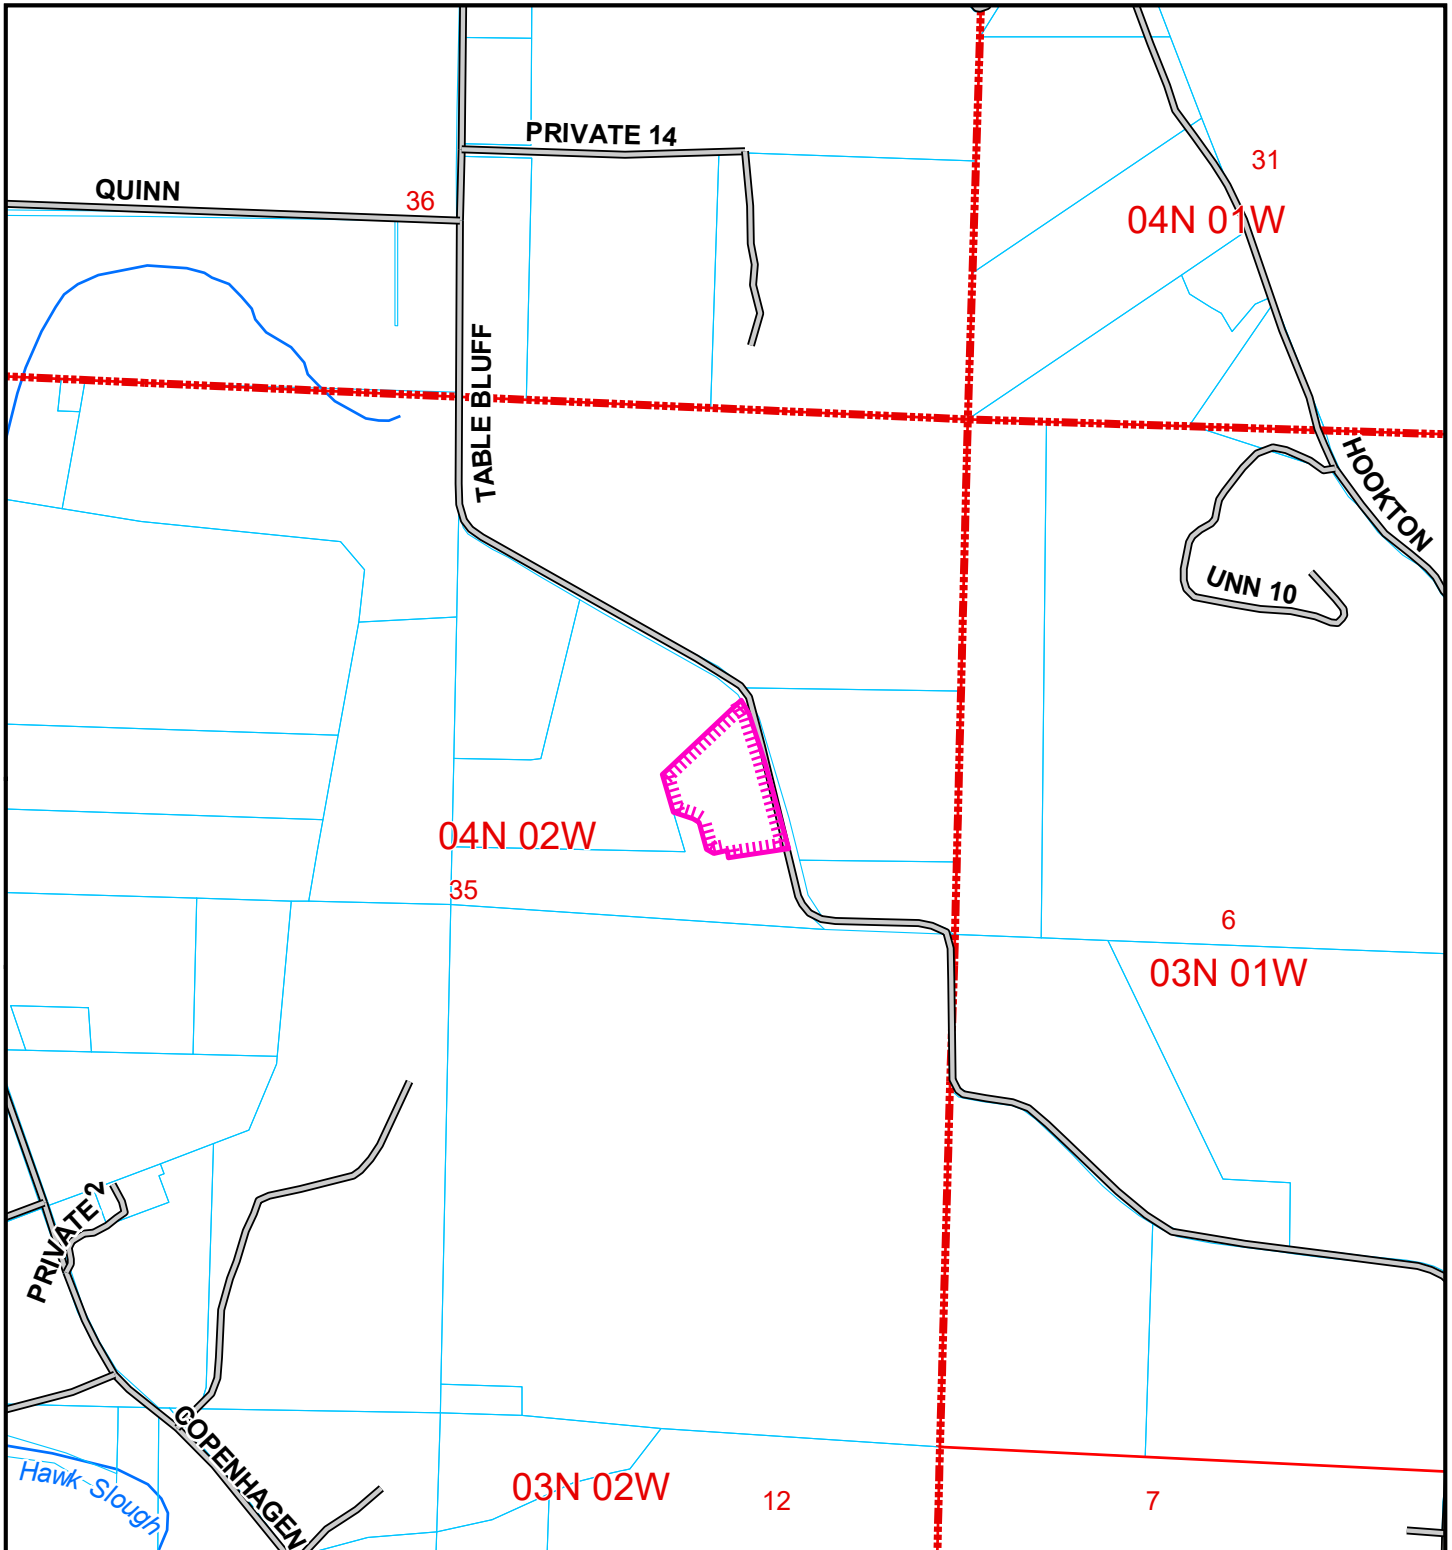 PRIVATE 14
31
QUINN
36
04N 01W
TABLE BLUFF
HOOKTON
UNN 10
04N 02W
35
6
03N 01W
PRIVATE 2
COPENHAGEN
Hawk Slough
03N 02W
12
7